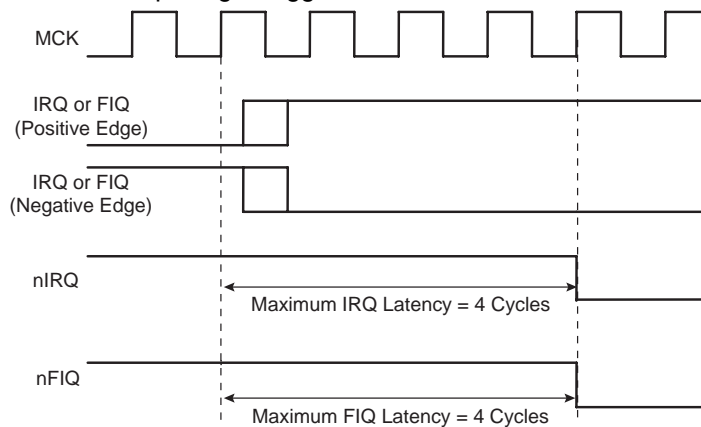 MCK
IRQ or FIQ
(Positive Edge)
IRQ or FIQ
(Negative Edge)
nIRQ
Maximum IRQ Latency = 4 Cycles
nFIQ
Maximum FIQ Latency = 4 Cycles